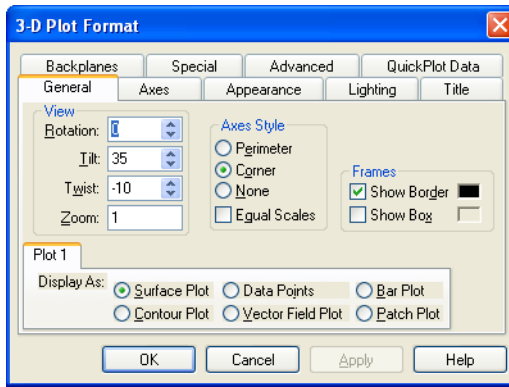 3-D Plot Format
Backplanes Special Advanced QuickPlot Data
General Axes Appearance Lighting Title
View
Rotation: 0
Tilt: 35
Twist: -10
Zoom: 1
Axes Style
Perimeter
Corner
None
Equal Scales
Frames
Show Border
Show Box
Plot 1
Display As: Surface Plot Data Points Bar Plot
Contour Plot Vector Field Plot Patch Plot
OK Cancel Apply Help